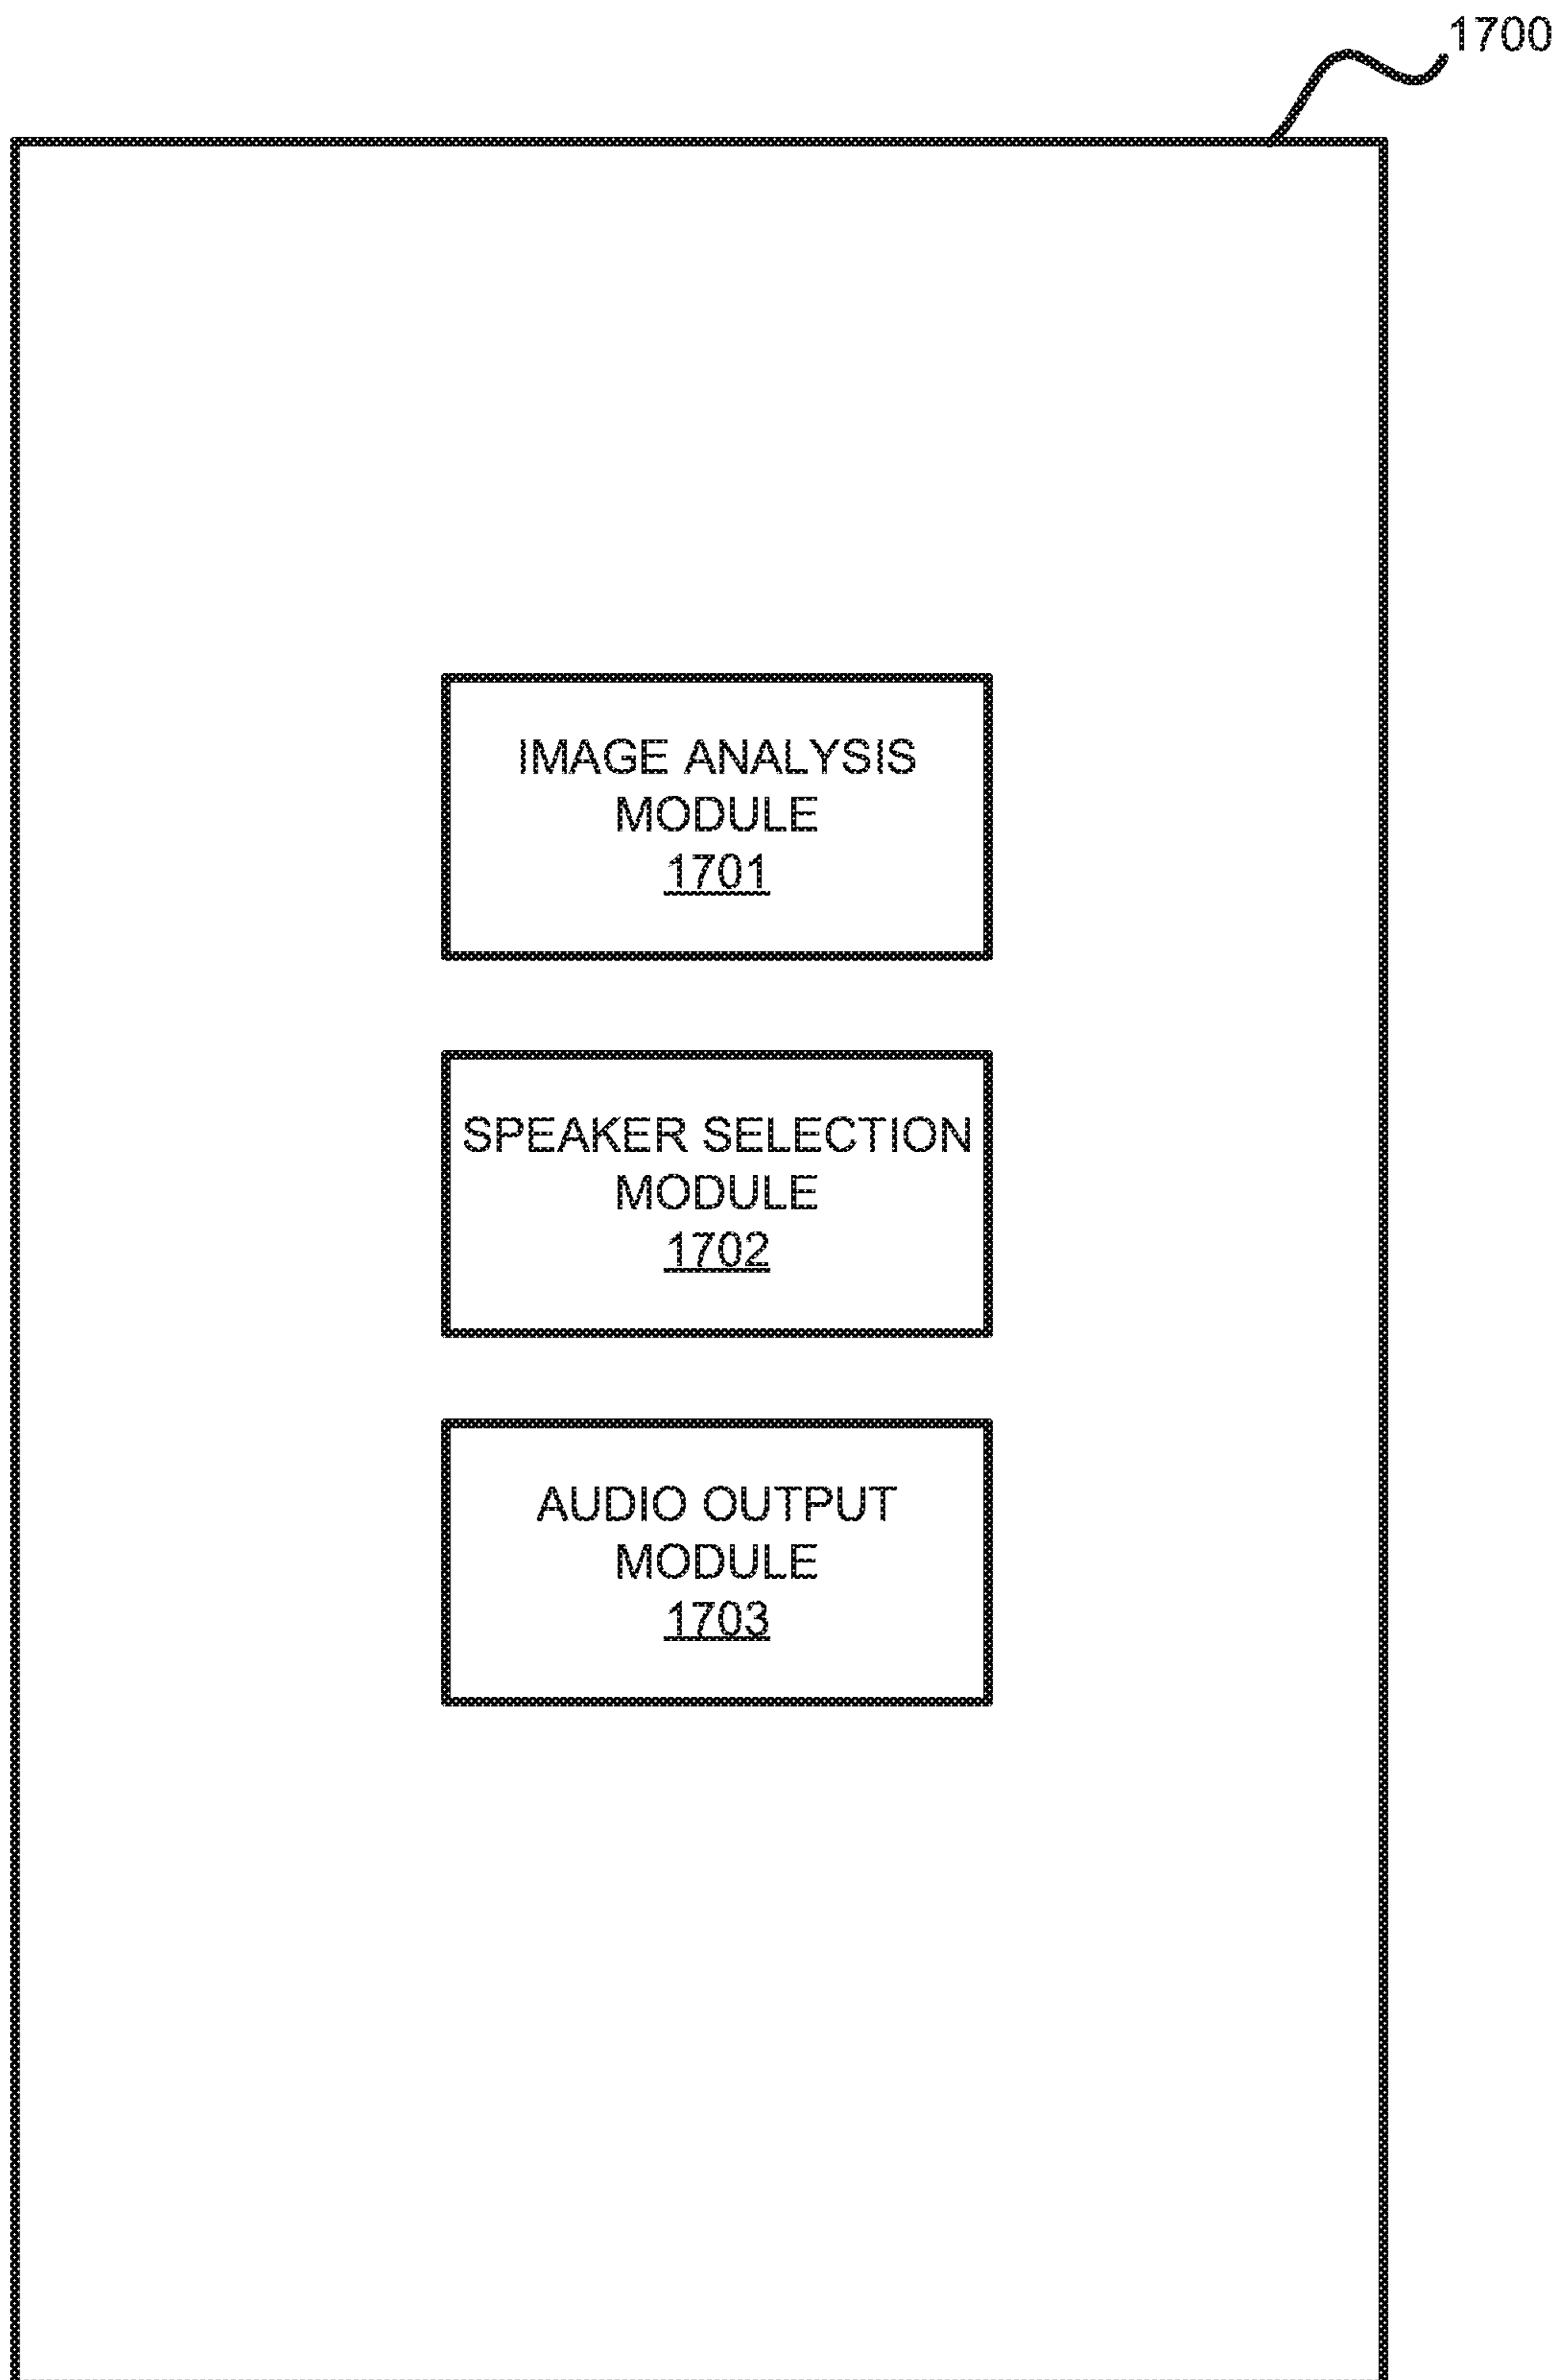 1700
IMAGE ANALYSIS
MODULE
1701
SPEAKER SELECTION
MODULE
1702
AUDIO OUTPUT
MODULE
1703